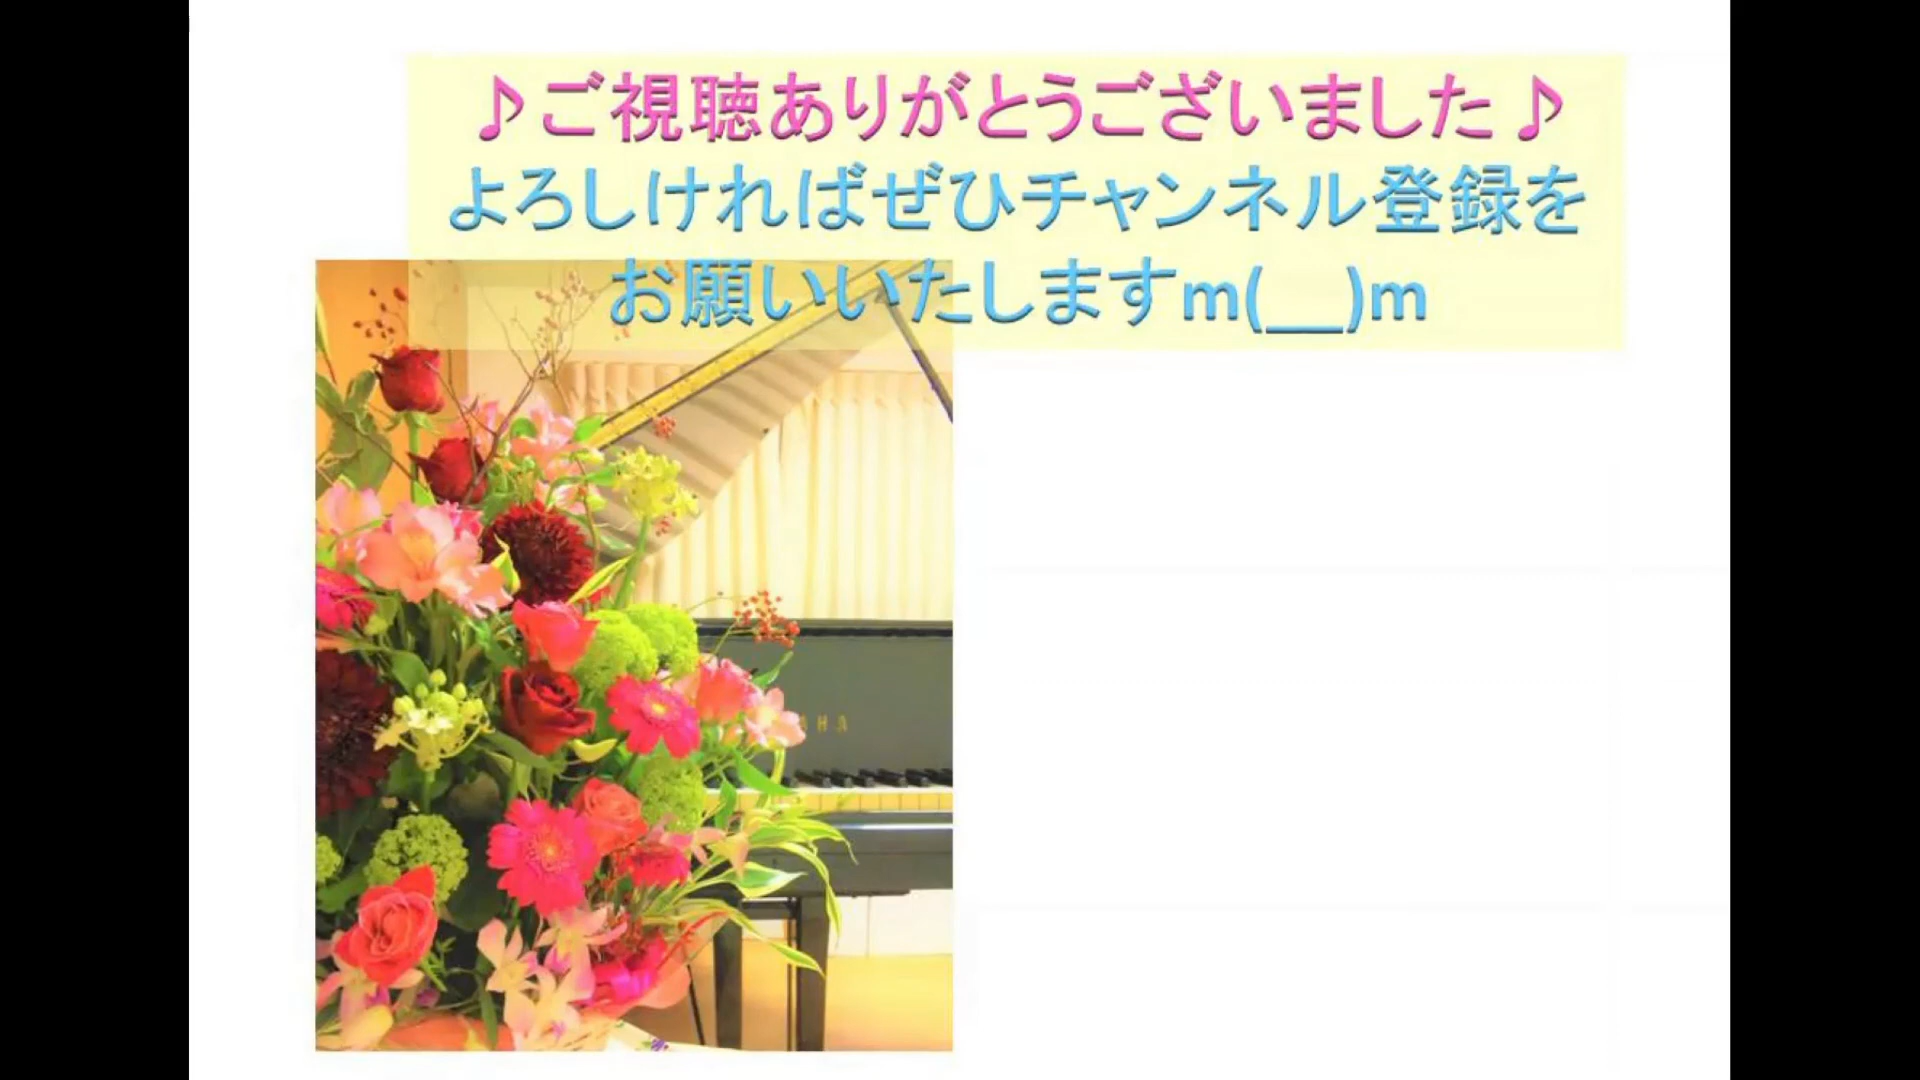 ♪ご視聴ありがとうございました♪
よろしければぜひチャンネル登録を
お願いいたしますm(__)m
AHA